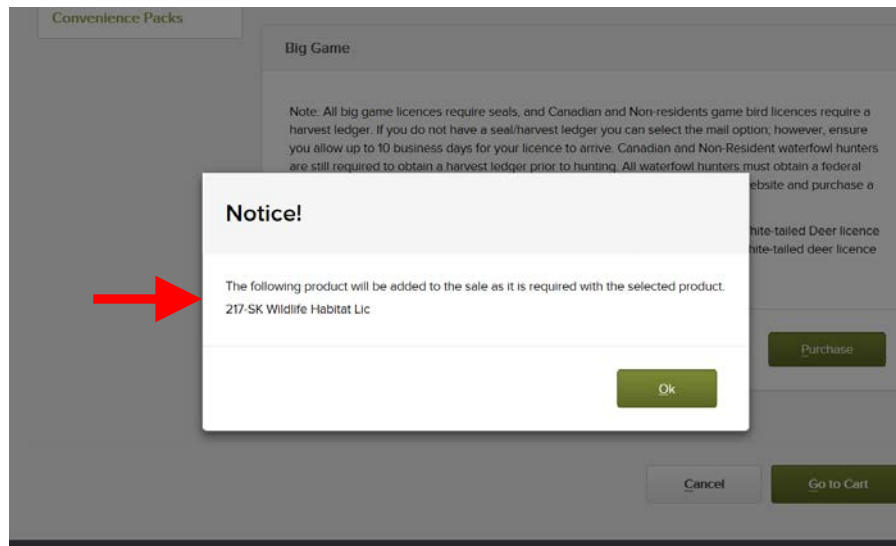 Convenience Packs
Big Game
Note: All big game licences require seals, and Canadian and Non-residents game bird licences require a
harvest ledger. If you do not have a seal/harvest ledger you can select the mail option; however, ensure
you allow up to 10 business days for your licence to arrive. Canadian and Non-Resident waterfowl hunters
are still required to obtain a harvest ledger prior to hunting. All waterfowl hunters must obtain a federal
ebsite and purchase a
Notice!
hite-tailed Deer licence
hite-tailed deer licence
The following product will be added to the sale as it is required with the selected product.
217-SK Wildlife Habitat Lic
Purchase
Ok
Cancel
Go to Cart